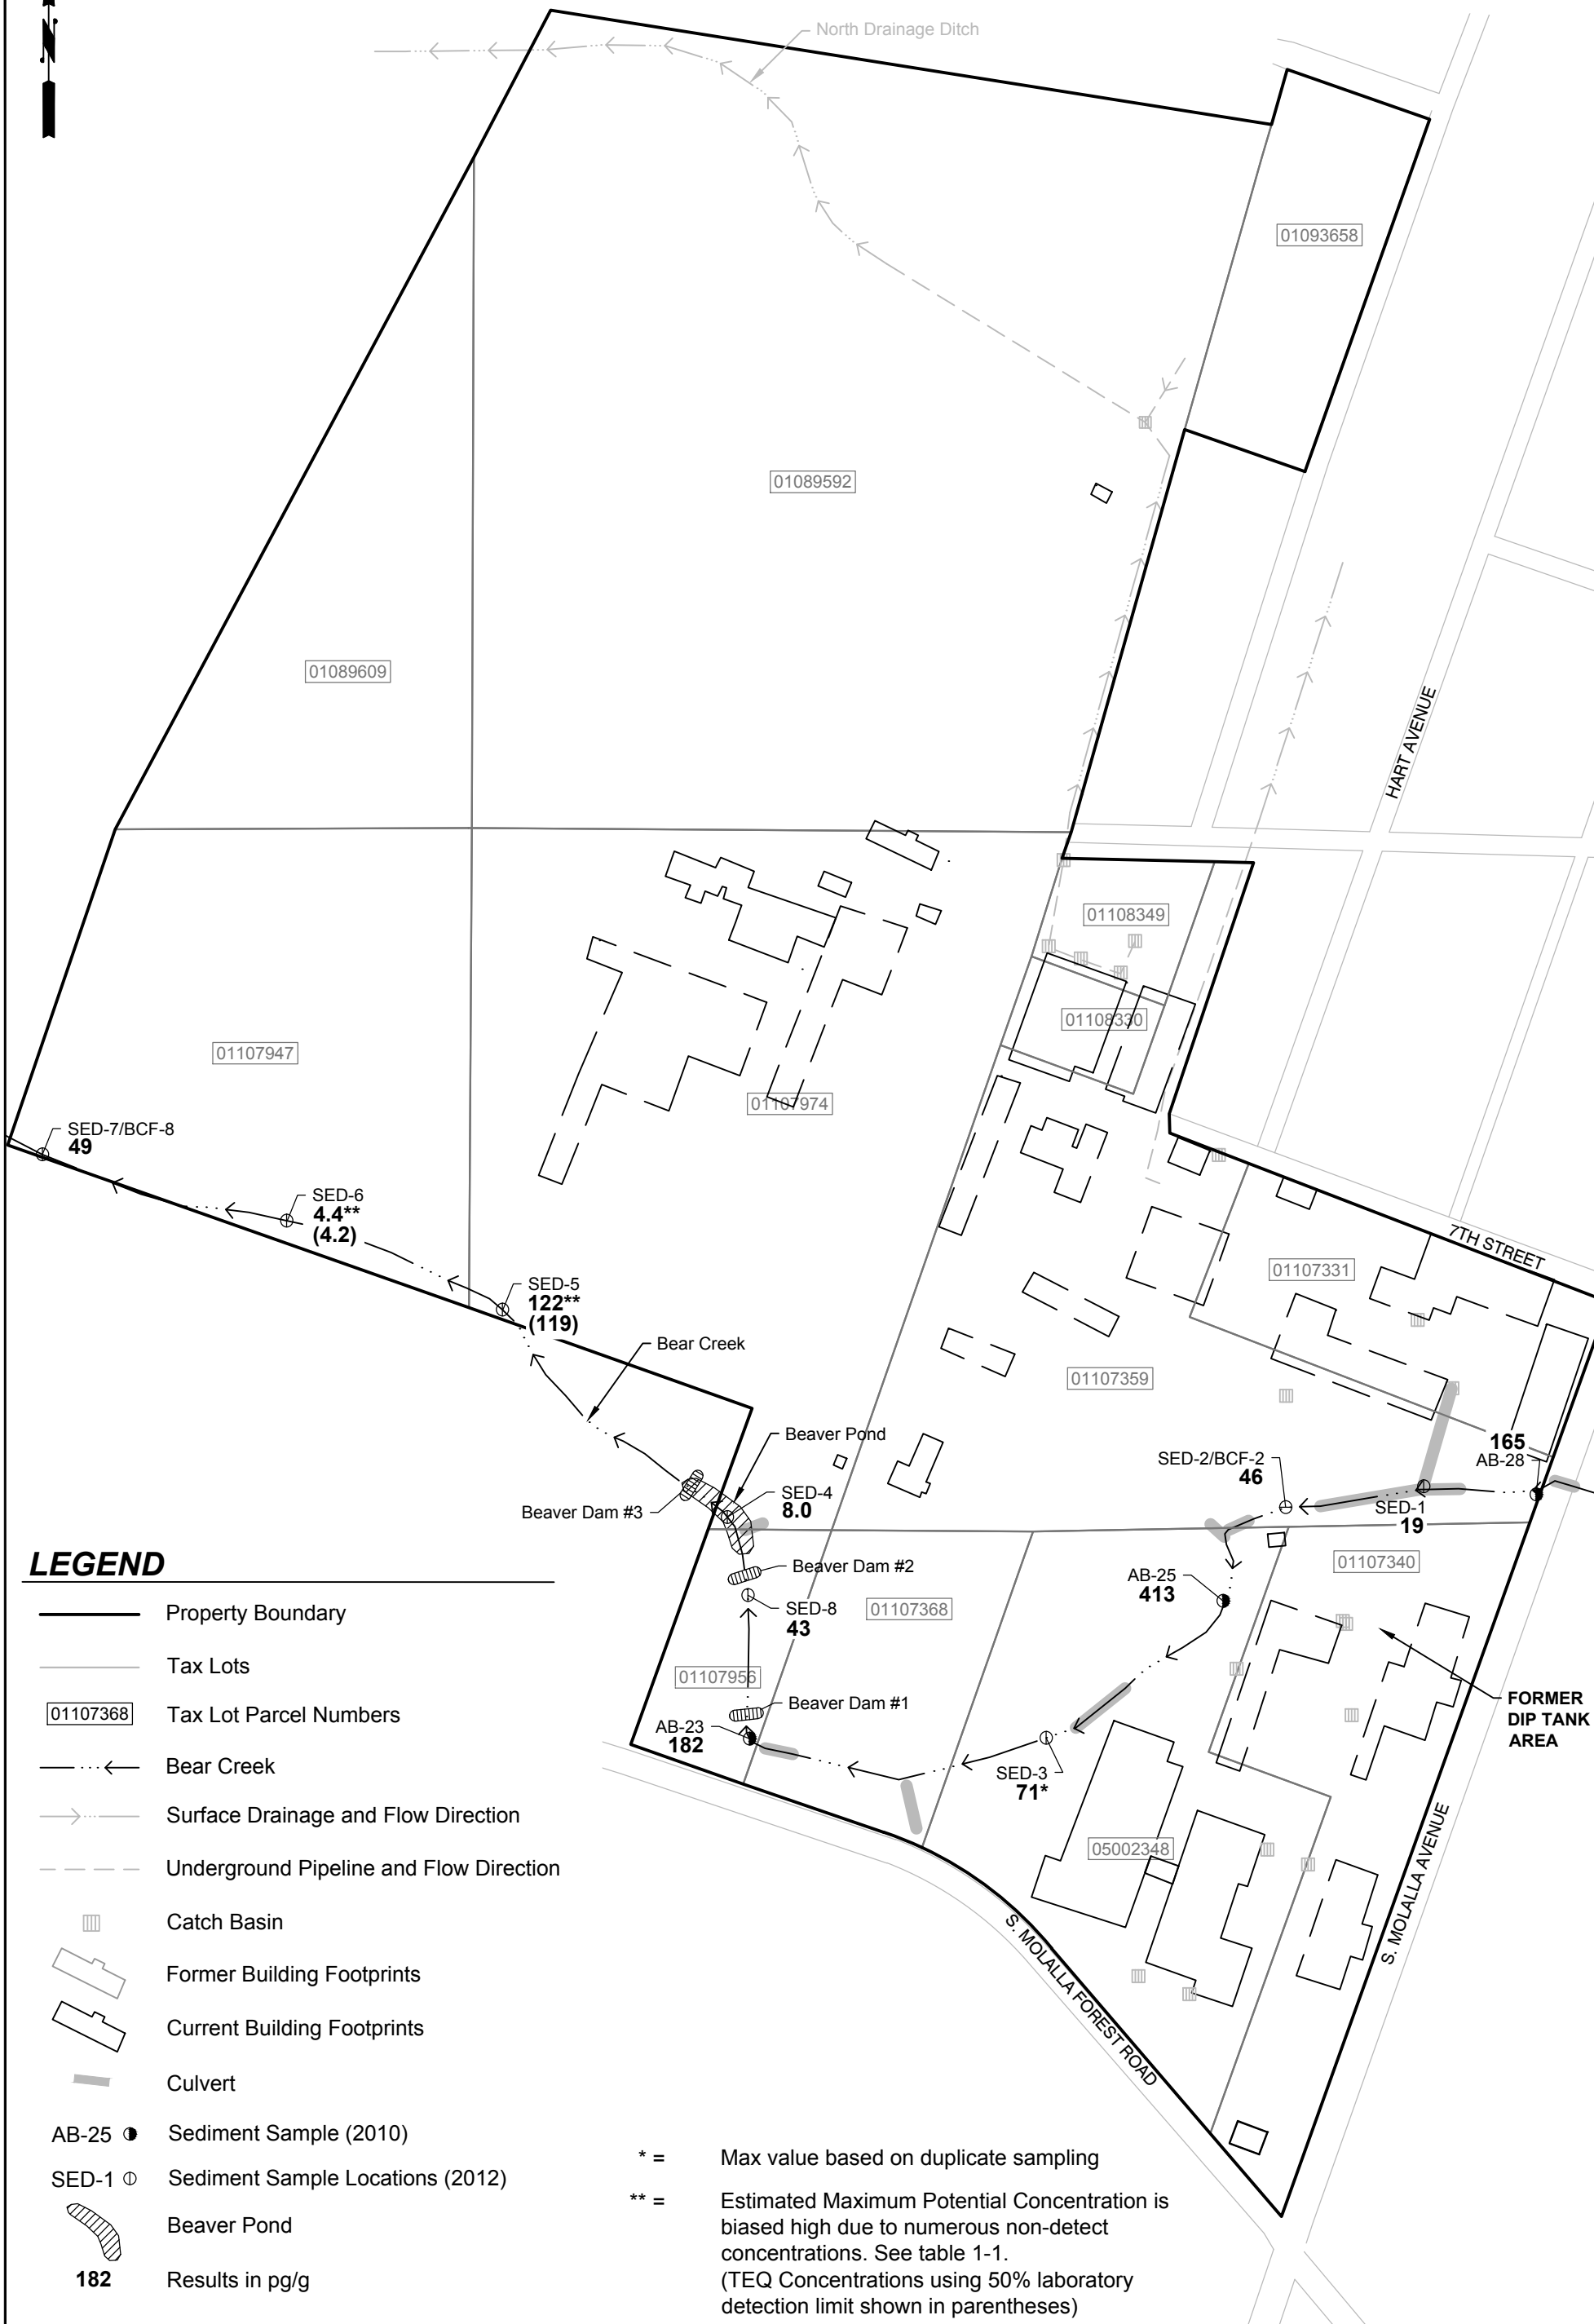 N
North Drainage Ditch
01093658
01089592
01089609
HART AVENUE
01108349
01108330
01107947
01107974
SED-7/BCF-8
49
SED-6
4.4**
(4.2)
SED-5
122**
(119)
7TH STREET
01107331
Bear Creek
01107359
Beaver Pond
165
AB-28
SED-2/BCF-2
46
SED-4
8.0
Beaver Dam #3
SED-1
19
01107340
Beaver Dam #2
AB-25
413
SED-8
43
01107368
01107956
Beaver Dam #1
AB-23
182
FORMER
DIP TANK
AREA
SED-3
71*
05002348
S. MOLALLA AVENUE
S. MOLALLA FOREST ROAD
LEGEND
Property Boundary
Tax Lots
01107368 Tax Lot Parcel Numbers
Bear Creek
Surface Drainage and Flow Direction
Underground Pipeline and Flow Direction
Catch Basin
Former Building Footprints
Current Building Footprints
Culvert
AB-25 Sediment Sample (2010)
SED-1 Sediment Sample Locations (2012)
Beaver Pond
182 Results in pg/g
* = Max value based on duplicate sampling
** = Estimated Maximum Potential Concentration is
biased high due to numerous non-detect
concentrations. See table 1-1.
(TEQ Concentrations using 50% laboratory
detection limit shown in parentheses)